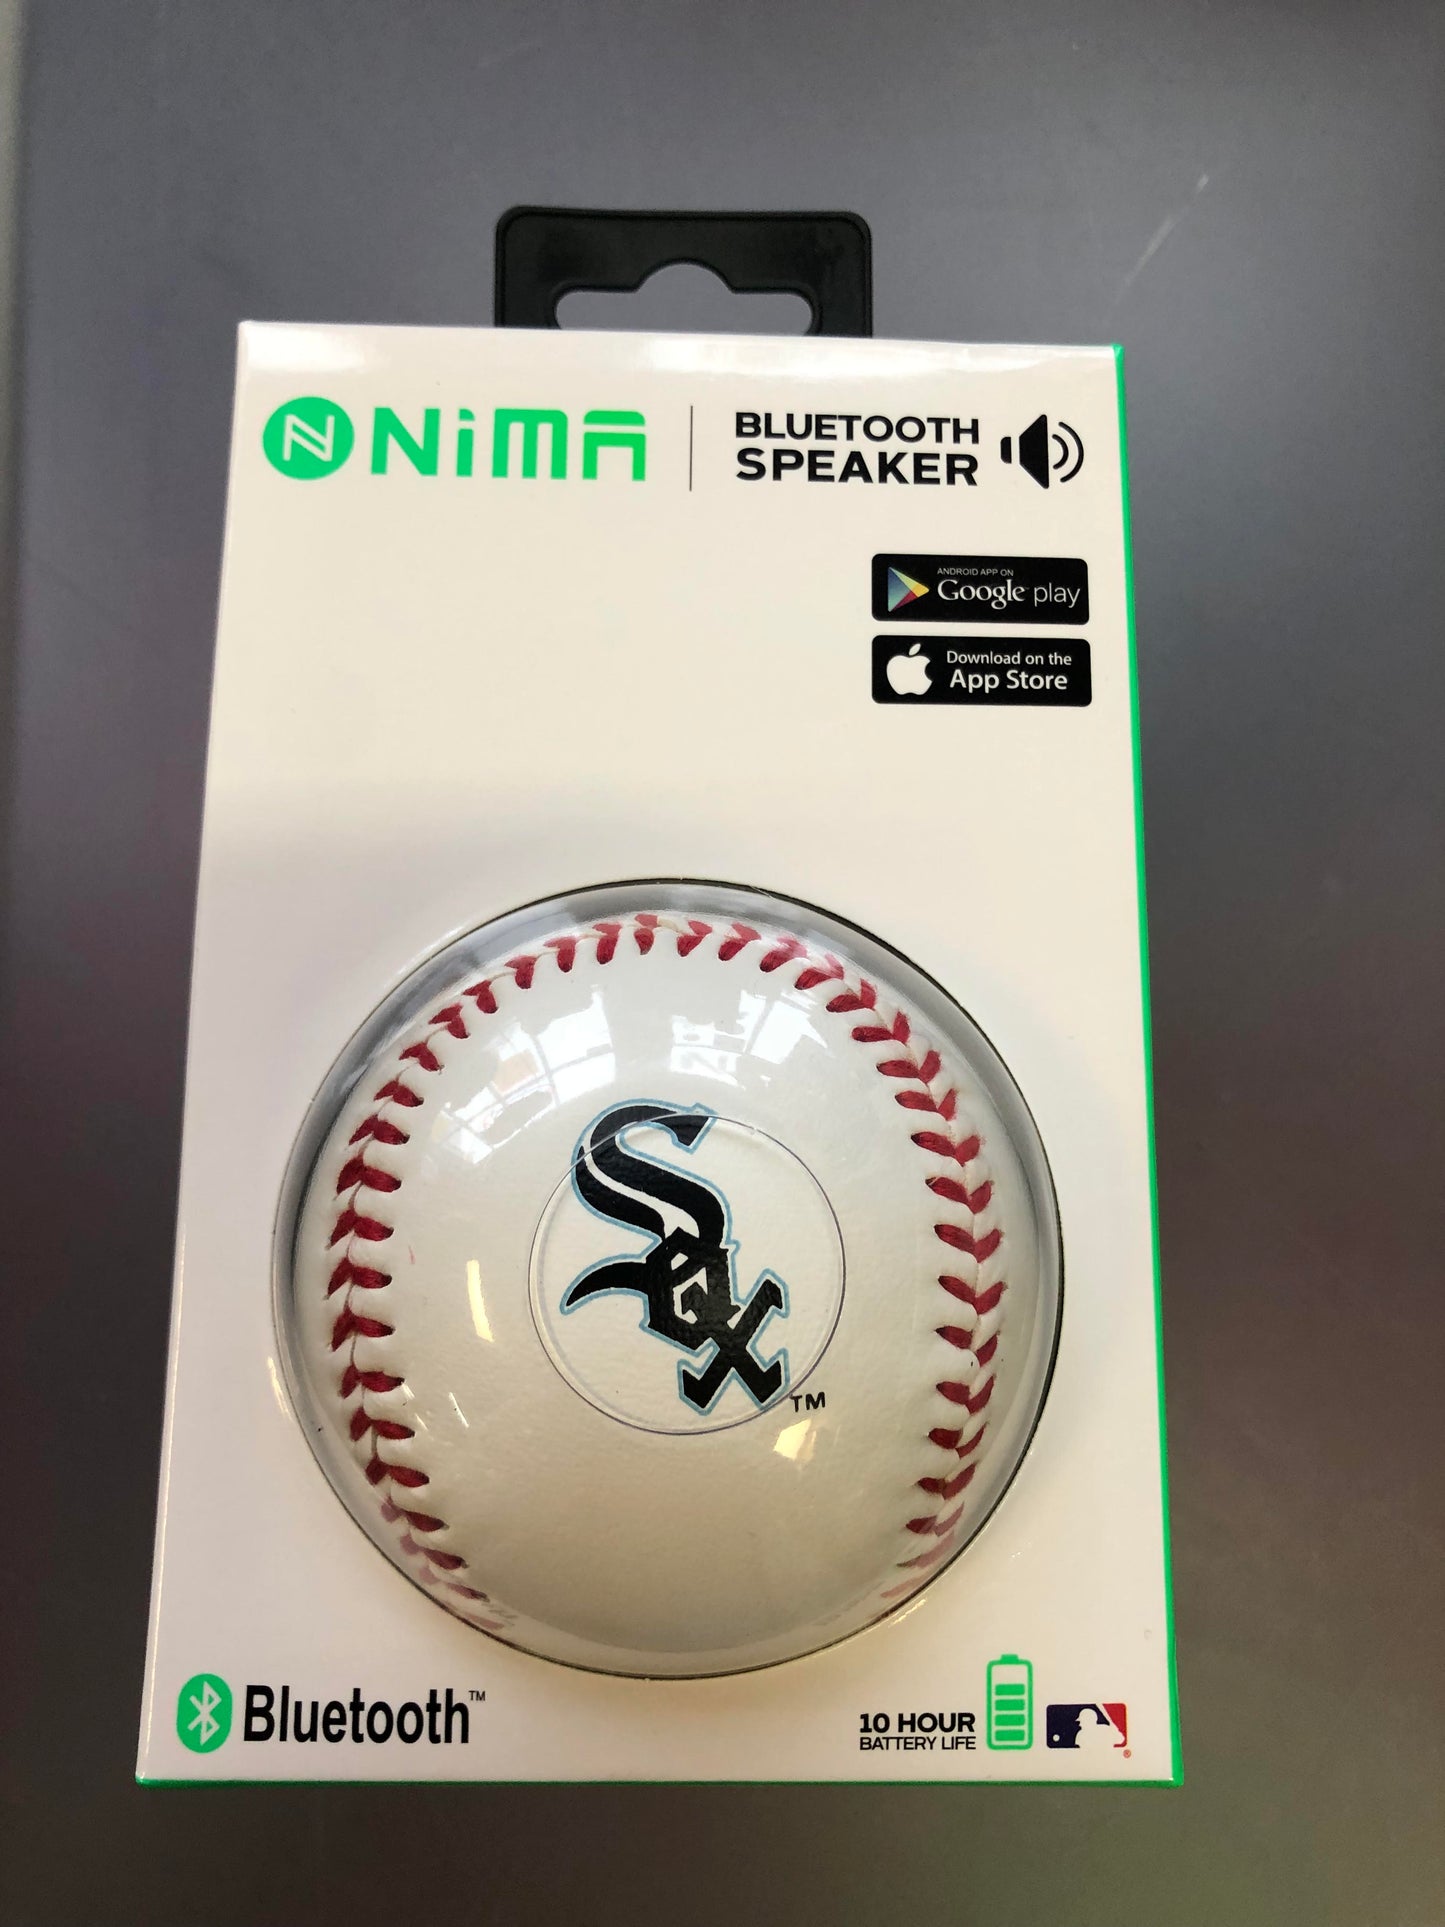 NiMA
BLUETOOTH
SPEAKER
ANDROID APP ON
Google play
Download on the
App Store
Sox
TM
Bluetooth™
10 HOUR
BATTERY LIFE
®